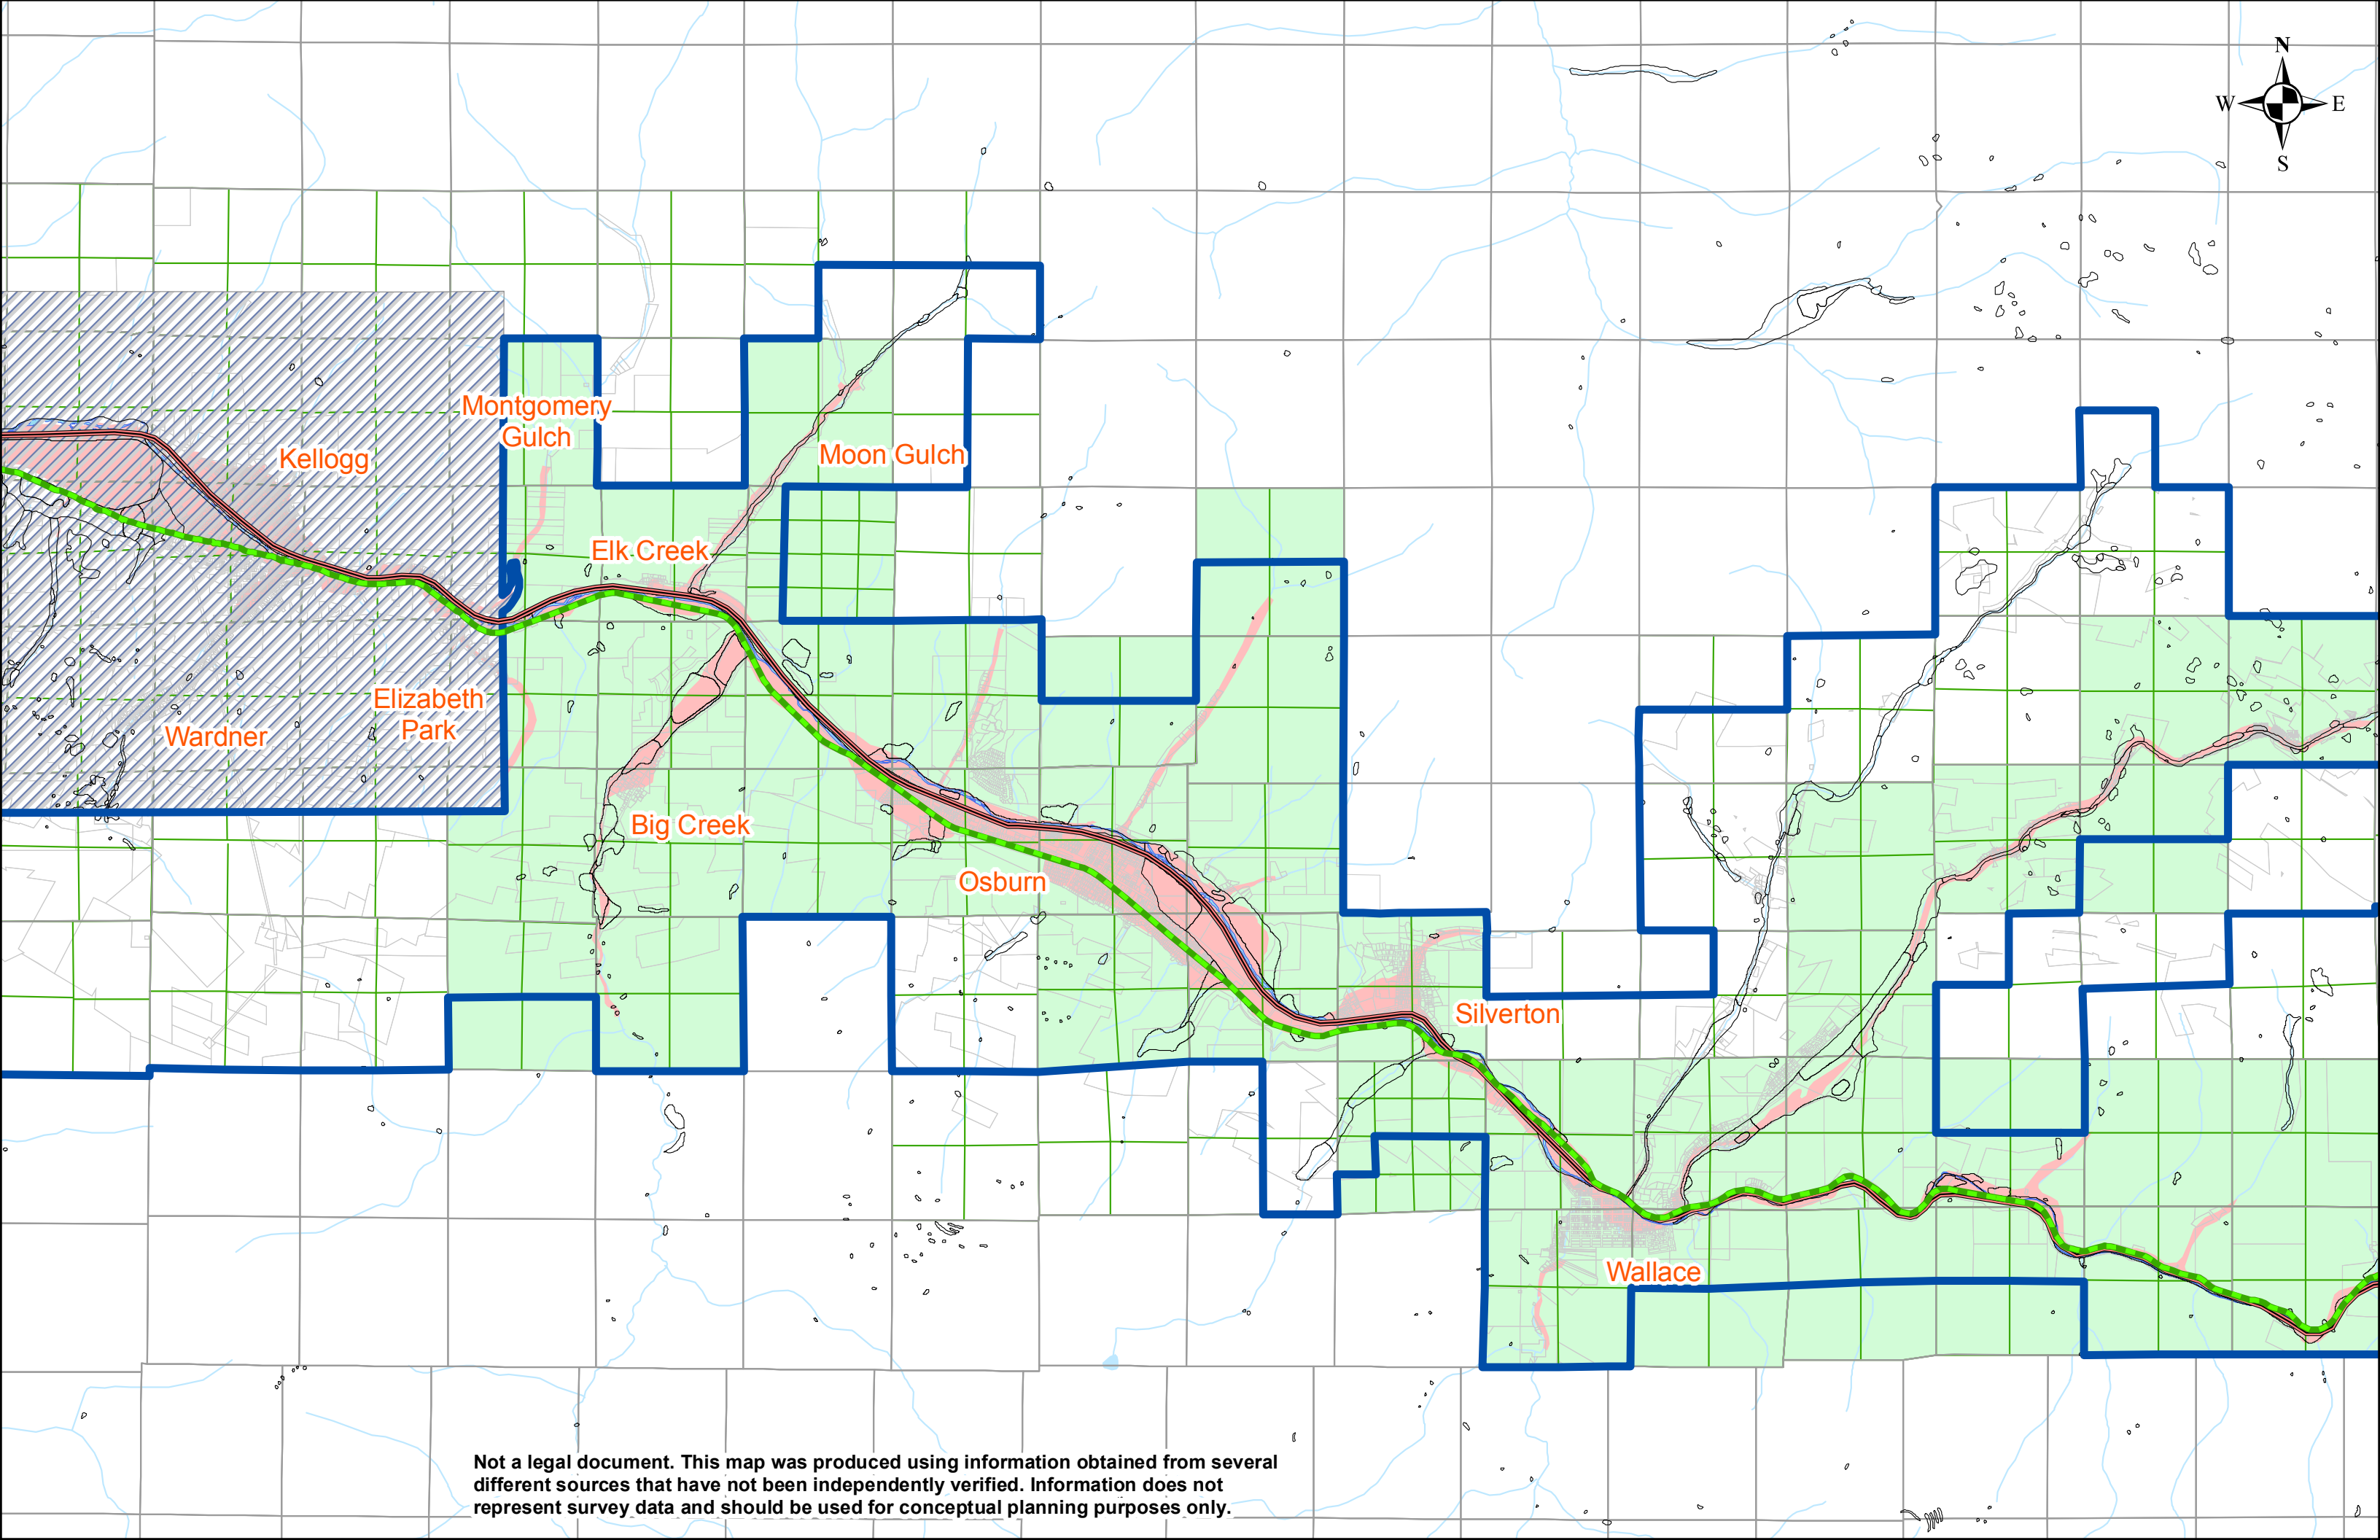 N
W E
S
Montgomery
Gulch
Kellogg
Moon Gulch
Elk Creek
Elizabeth
Park
Wardner
Big Creek
Osburn
Silverton
Wallace
Not a legal document. This map was produced using information obtained from several
different sources that have not been independently verified. Information does not
represent survey data and should be used for conceptual planning purposes only.